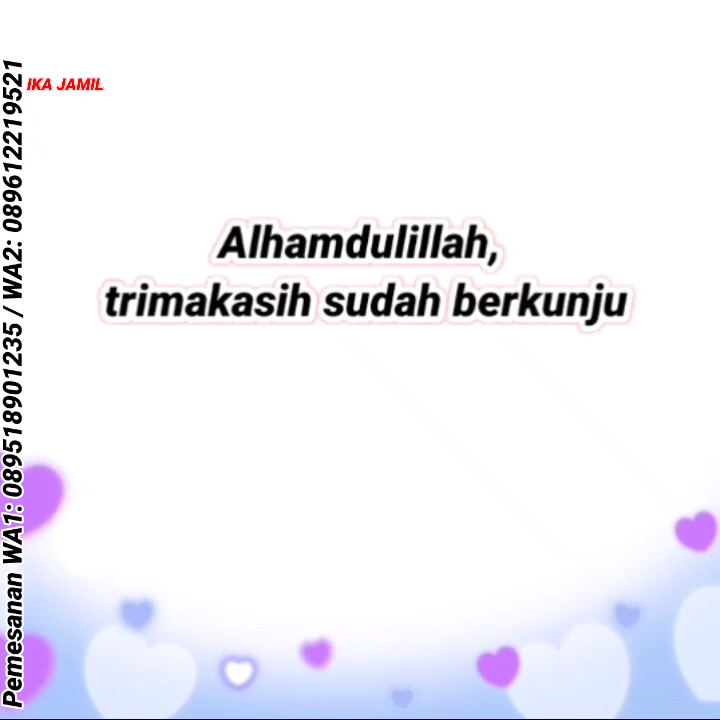 IKA JAMIL
Alhamdulillah,
trimakasih sudah berkunju
Pemesanan WA1: 089518901235 / WA2: 089612219521